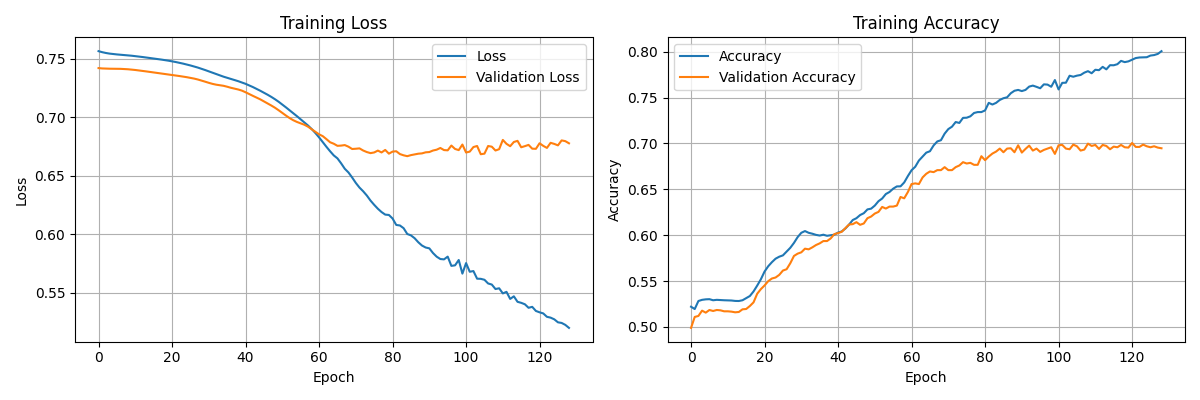 Training Loss
Loss
Validation Loss
0.75
0.70
0.65
0.60
0.55
Loss
0 20 40 60 80 100 120
Epoch
Training Accuracy
Accuracy
Validation Accuracy
0.80
0.75
0.70
0.65
0.60
0.55
0.50
Accuracy
0 20 40 60 80 100 120
Epoch